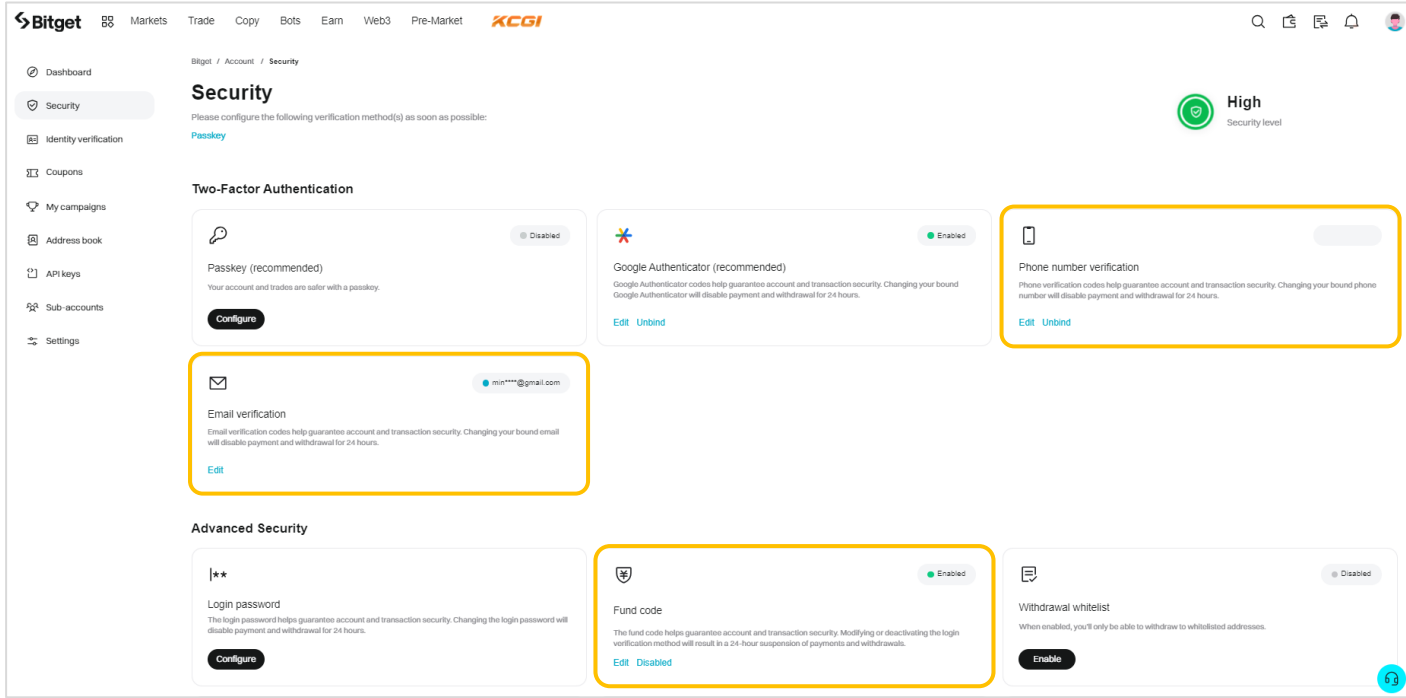 Bitget Markets Trade Copy Bots Earn Web3 Pre-Market KCGI
Dashboard
Security
Identity verification
Coupons
My campaigns
Address book
API keys
Sub-accounts
Settings
Bitget / Account / Security
Security
Please configure the following verification method(s) as soon as possible:
Passkey
High
Security level
Two-Factor Authentication
Disabled
Passkey (recommended)
Your account and trades are safer with a passkey.
Configure
Enabled
Google Authenticator (recommended)
Google Authenticator codes help guarantee account and transaction security. Changing your bound
Google Authenticator will disable payment and withdrawal for 24 hours.
Edit Unbind
Phone number verification
Phone verification codes help guarantee account and transaction security. Changing your bound phone
number will disable payment and withdrawal for 24 hours.
Edit Unbind
min****@gmail.com
Email verification
Email verification codes help guarantee account and transaction security. Changing your bound email
will disable payment and withdrawal for 24 hours.
Edit
Advanced Security
Login password
The login password helps guarantee account and transaction security. Changing the login password will
disable payment and withdrawal for 24 hours.
Configure
Enabled
Fund code
The fund code helps guarantee account and transaction security. Modifying or deactivating the login
verification method will result in a 24-hour suspension of payments and withdrawals.
Edit Disabled
Disabled
Withdrawal whitelist
When enabled, you'll only be able to withdraw to whitelisted addresses.
Enable